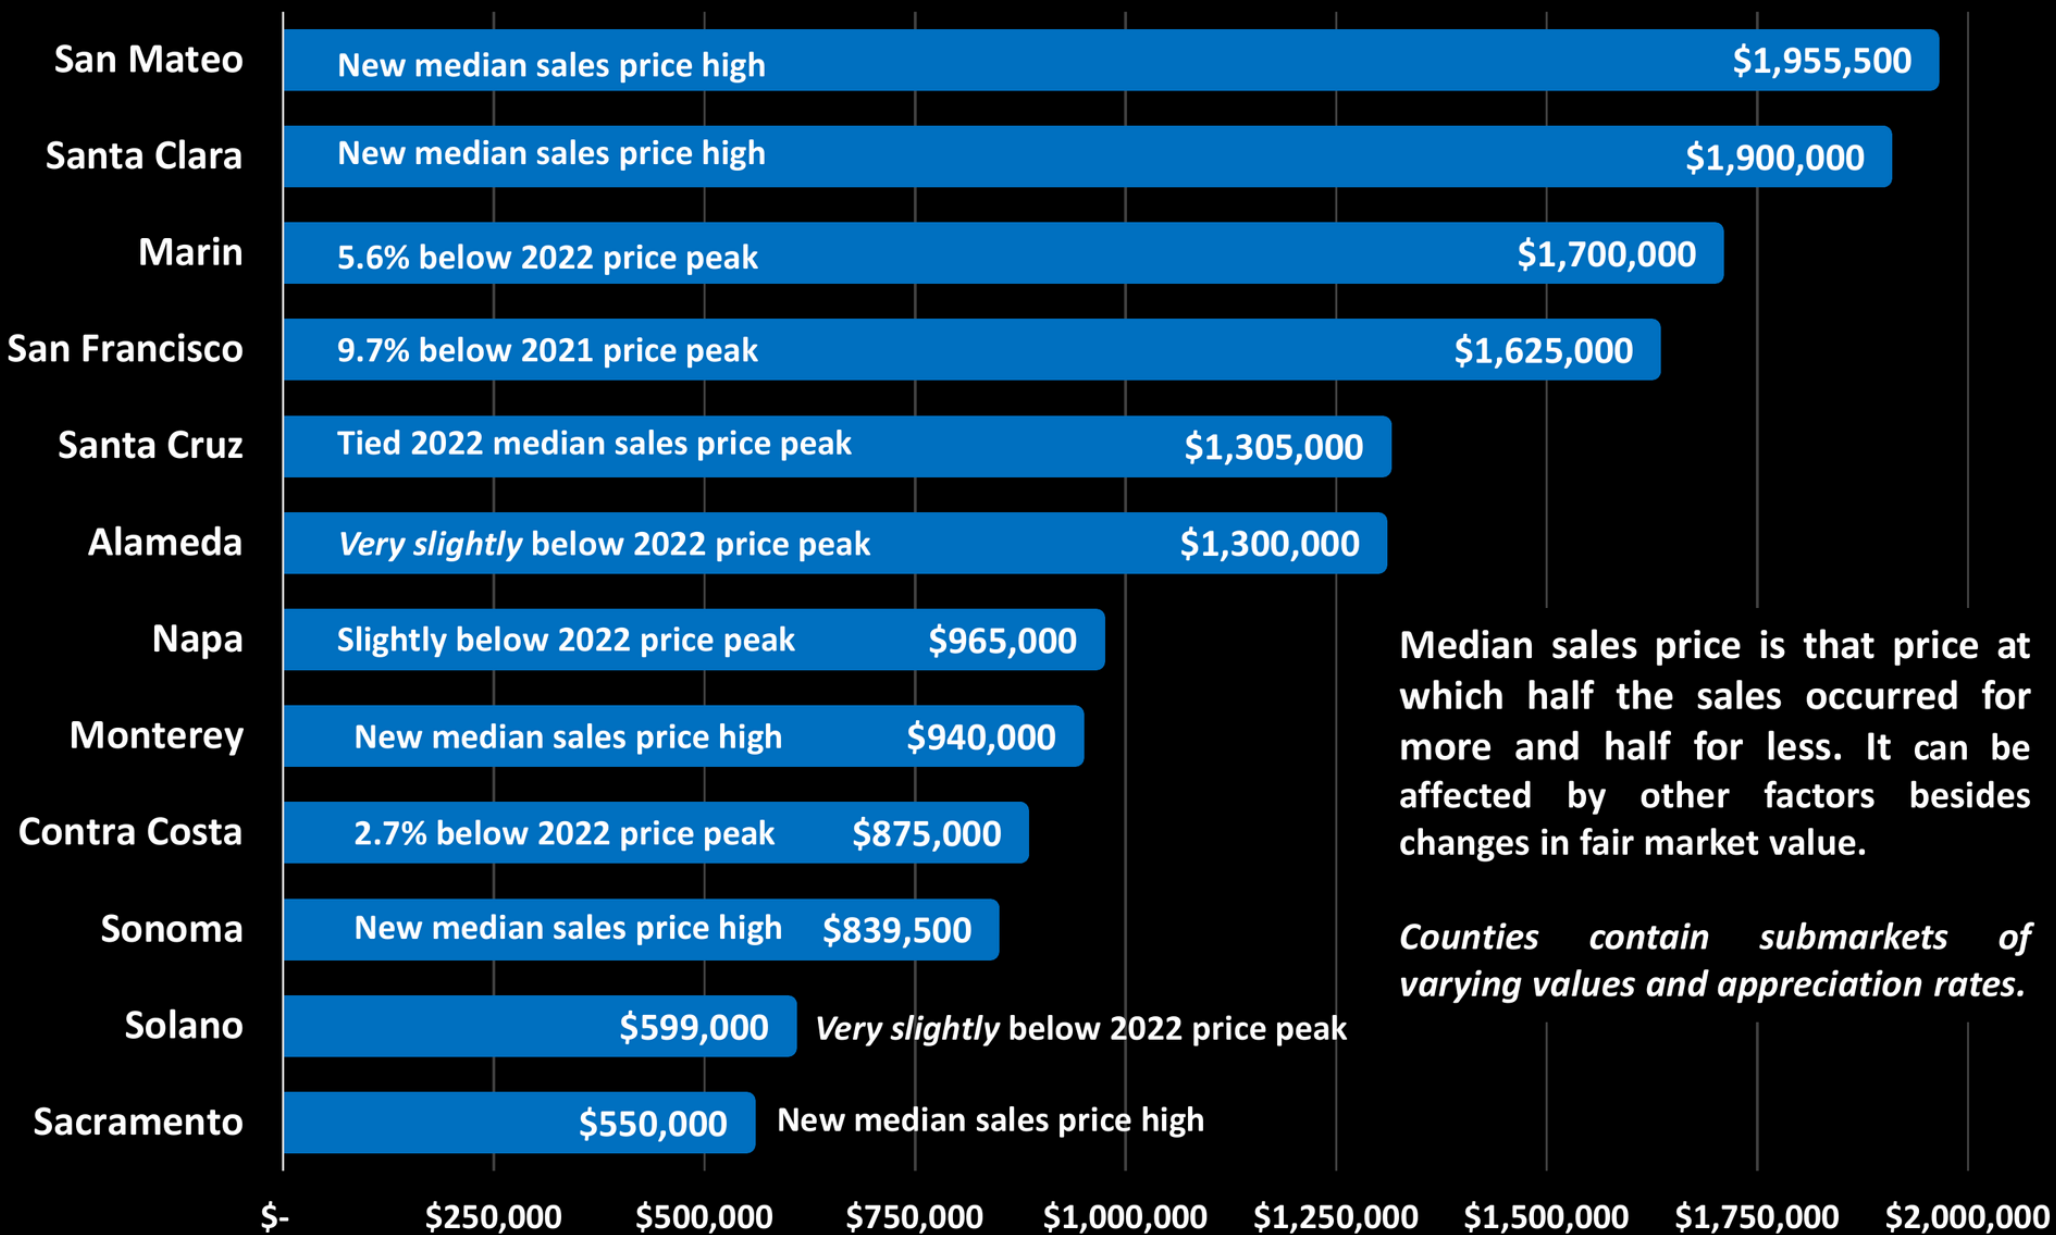 San Mateo New median sales price high $1,955,500
Santa Clara New median sales price high $1,900,000
Marin 5.6% below 2022 price peak $1,700,000
San Francisco 9.7% below 2021 price peak $1,625,000
Santa Cruz Tied 2022 median sales price peak $1,305,000
Alameda Very slightly below 2022 price peak $1,300,000
Napa Slightly below 2022 price peak $965,000
Monterey New median sales price high $940,000
Contra Costa 2.7% below 2022 price peak $875,000
Sonoma New median sales price high $839,500
Solano $599,000 Very slightly below 2022 price peak
Sacramento $550,000 New median sales price high
Median sales price is that price at
which half the sales occurred for
more and half for less. It can be
affected by other factors besides
changes in fair market value.
Counties contain submarkets of
varying values and appreciation rates.
$- $250,000 $500,000 $750,000 $1,000,000 $1,250,000 $1,500,000 $1,750,000 $2,000,000